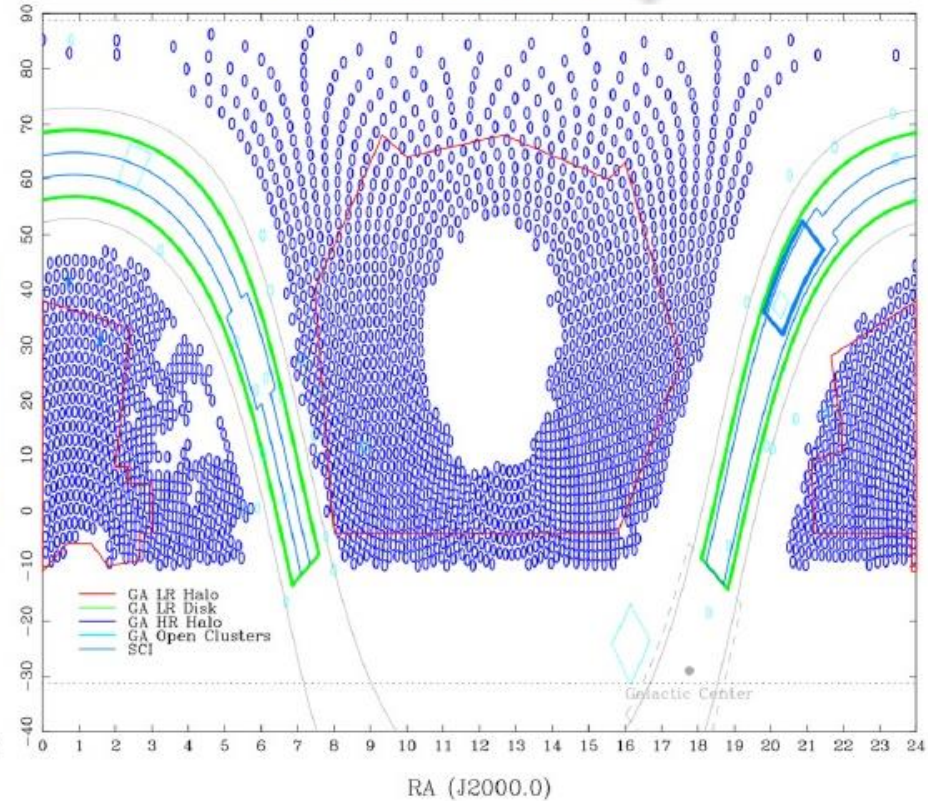 90
80
70
60
50
40
30
20
10
0
-10
-20
-30
-40
GA LR Halo
GA LR Disk
GA HR Halo
GA Open Clusters
SCI
Galactic Center
0 1 2 3 4 5 6 7 8 9 10 11 12 13 14 15 16 17 18 19 20 21 22 23 24
RA (J2000.0)